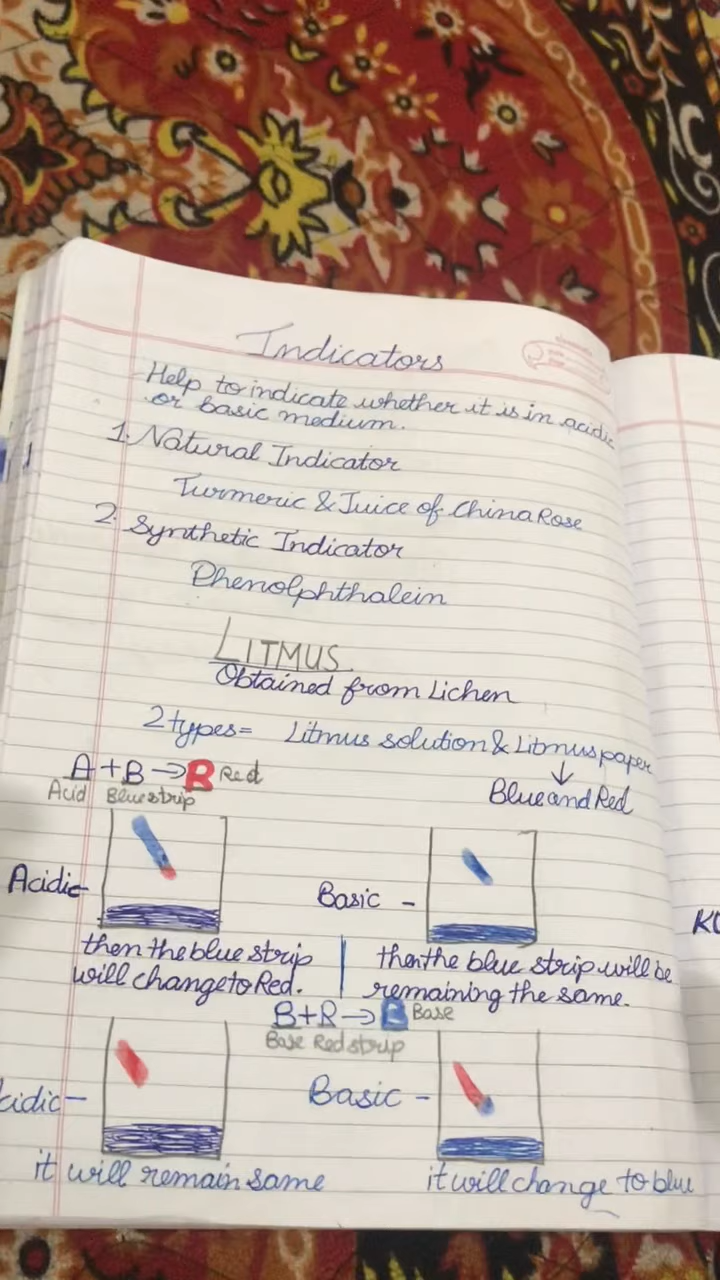 Indicators
Help to indicate whether it is in acidic
or basic medium.
1. Natural Indicator
Turmeric & Juice of China Rose
2. Synthetic Indicator
Phenolphthalein
LITMUS
Obtained from Lichen
2 types = Litmus solution & Litmus paper
↓
Blue and Red
A + B → R Red
Acid Blue strip
Acidic -
Basic -
then the blue strip
will change to Red.
then the blue strip will be
remaining the same.
B + R → B Base
Base Red strip
cidic -
Basic -
it will remain same
it will change to blue